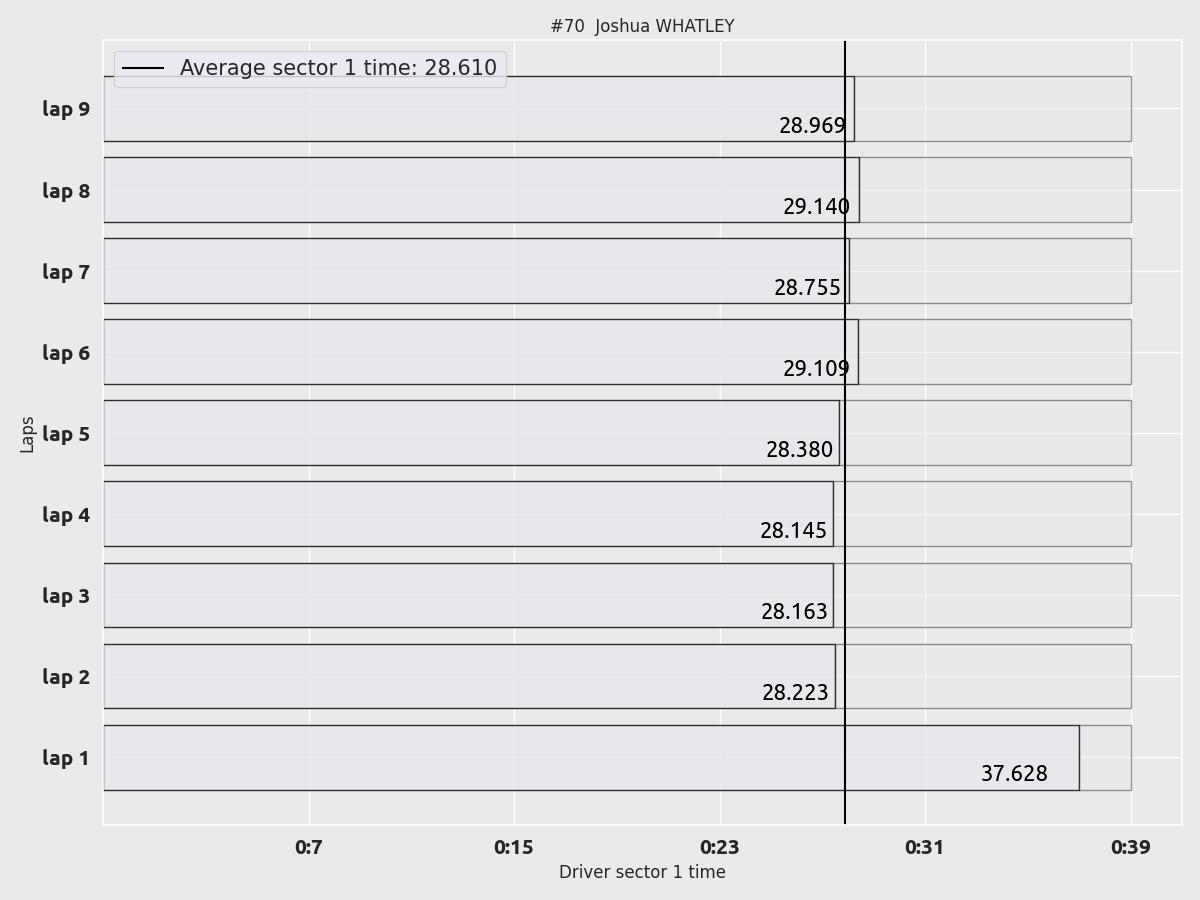 #70  Joshua WHATLEY
Average sector 1 time: 28.610
lap 9
28.969
lap 8
29.140
lap 7
28.755
lap 6
29.109
Laps
lap 5
28.380
lap 4
28.145
lap 3
28.163
lap 2
28.223
lap 1
37.628
0:7 0:15 0:23 0:31 0:39
Driver sector 1 time